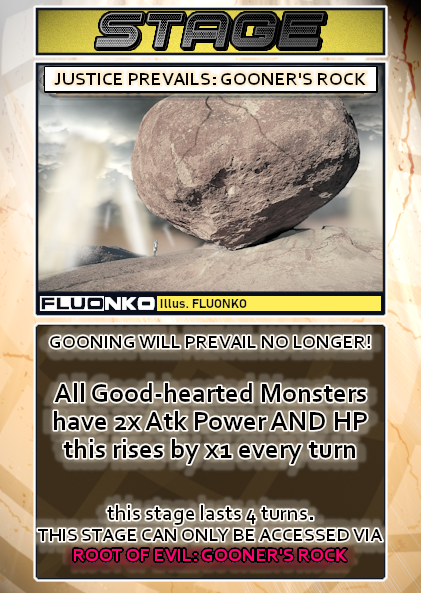 STAGE
JUSTICE PREVAILS: GOONER'S ROCK
FLUONKO Illus. FLUONKO
GOONING WILL PREVAIL NO LONGER!
All Good-hearted Monsters
have 2x Atk Power AND HP
this rises by x1 every turn
this stage lasts 4 turns.
THIS STAGE CAN ONLY BE ACCESSED VIA
ROOT OF EVIL: GOONER'S ROCK